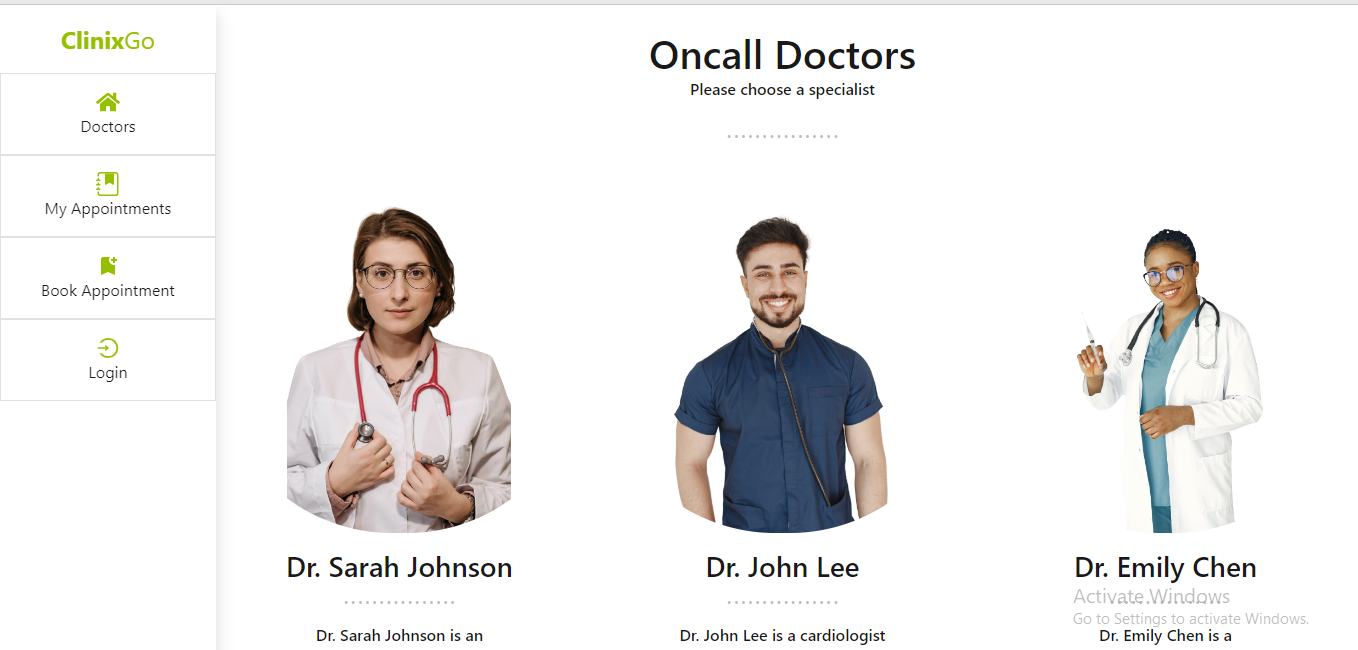 ClinixGo
Doctors
My Appointments
Book Appointment
Login
Oncall Doctors
Please choose a specialist
Dr. Sarah Johnson
Dr. Sarah Johnson is an
Dr. John Lee
Dr. John Lee is a cardiologist
Dr. Emily Chen
Dr. Emily Chen is a
Activate Windows
Go to Settings to activate Windows.